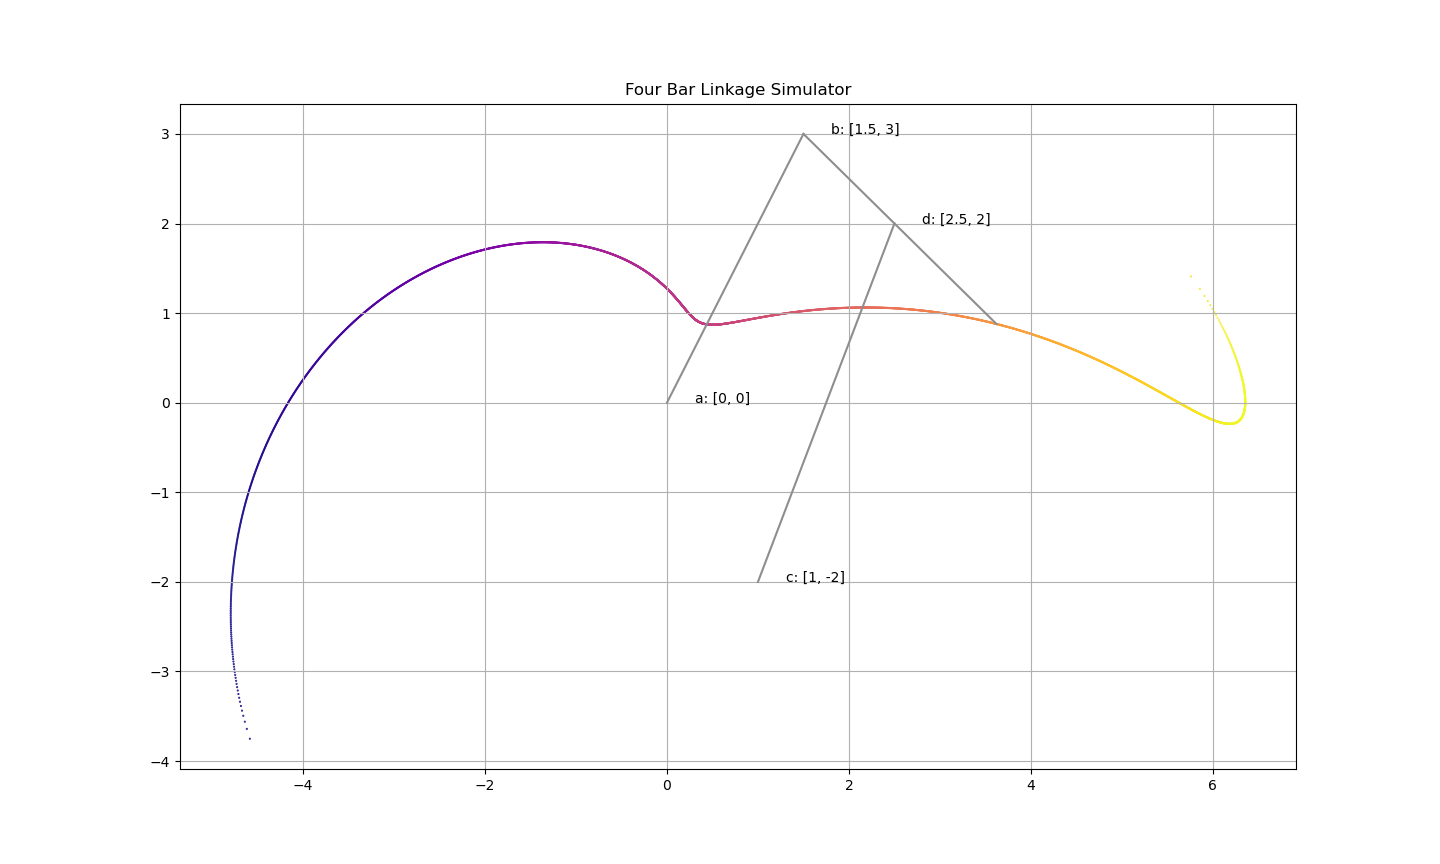 Four Bar Linkage Simulator
3
b: [1.5, 3]
2
d: [2.5, 2]
1
0
a: [0, 0]
−1
−2
c: [1, -2]
−3
−4
−4
−2
0
2
4
6